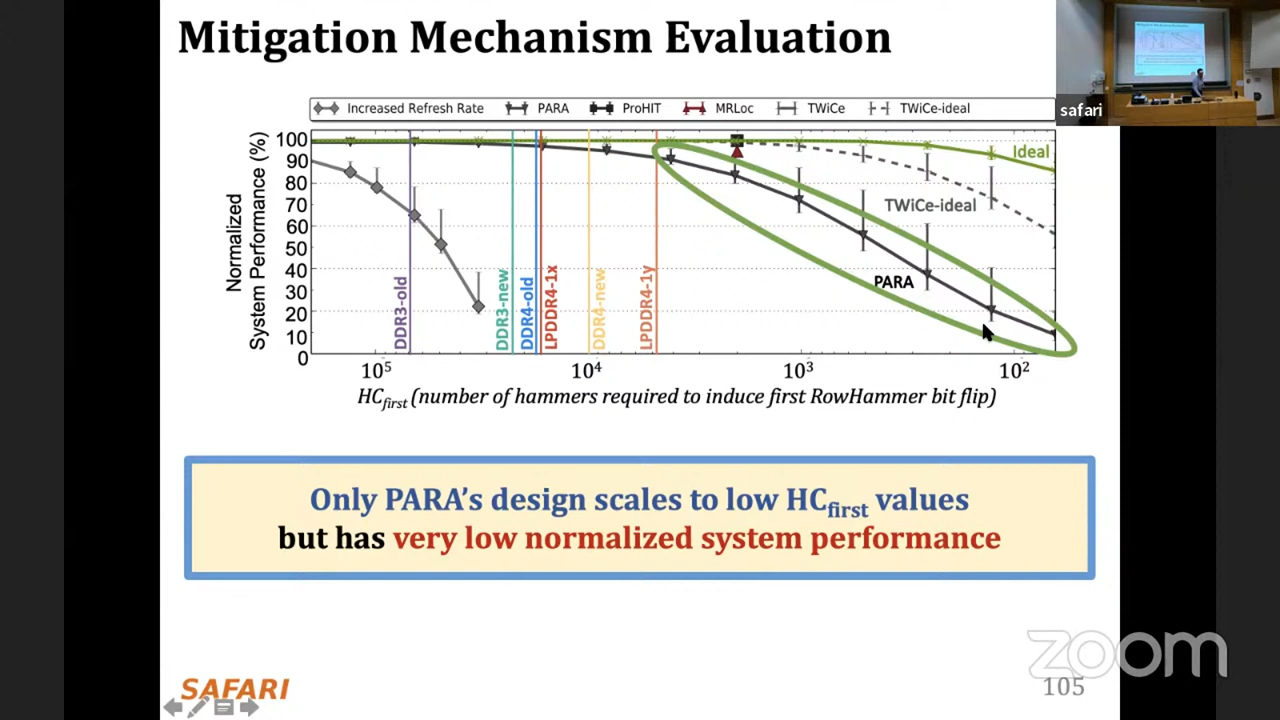 Mitigation Mechanism Evaluation
safari
Increased Refresh Rate PARA ProHIT MRLoc TWiCe TWiCe-ideal
Normalized
System Performance (%)
100
90
80
70
60
50
40
30
20
10
0
DDR3-old
DDR3-new
DDR4-old
LPDDR4-1x
DDR4-new
LPDDR4-1y
Ideal
TWiCe-ideal
PARA
10^5 10^4 10^3 10^2
HC_first (number of hammers required to induce first RowHammer bit flip)
Only PARA's design scales to low HC_first values
but has very low normalized system performance
zoom
SAFARI
105